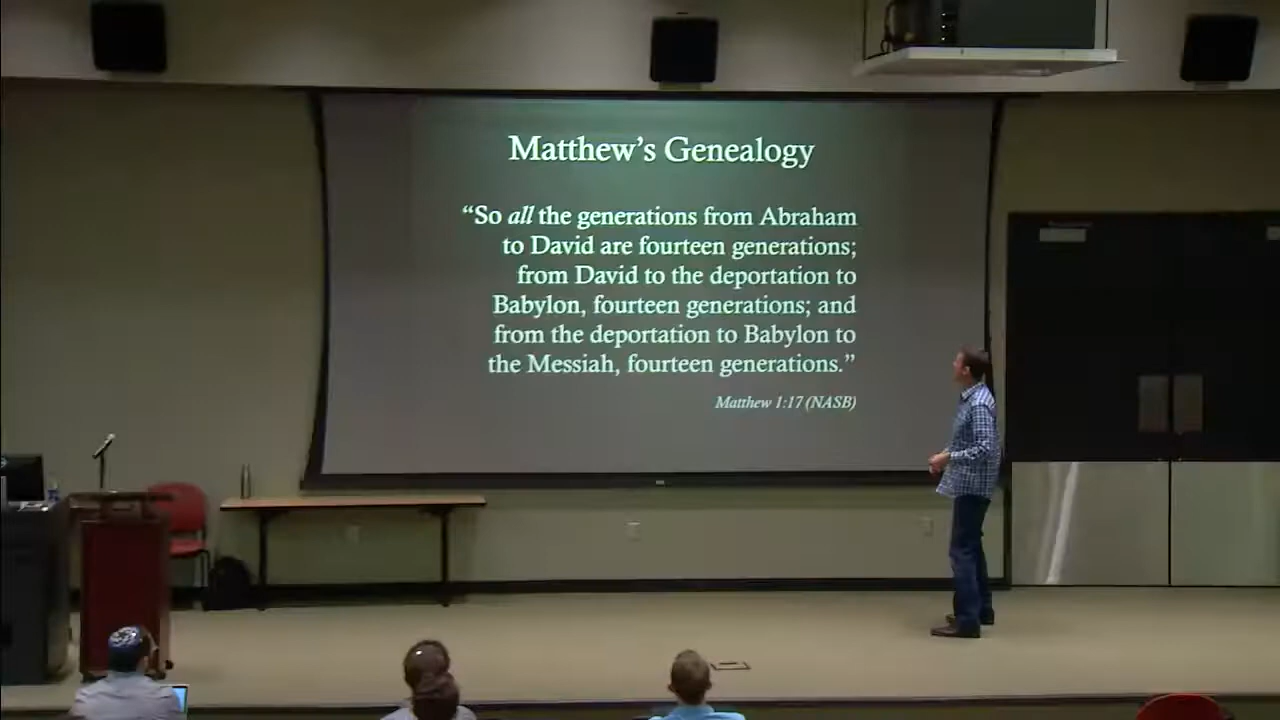 Matthew's Genealogy
“So all the generations from Abraham
to David are fourteen generations;
from David to the deportation to
Babylon, fourteen generations; and
from the deportation to Babylon to
the Messiah, fourteen generations.”
Matthew 1:17 (NASB)